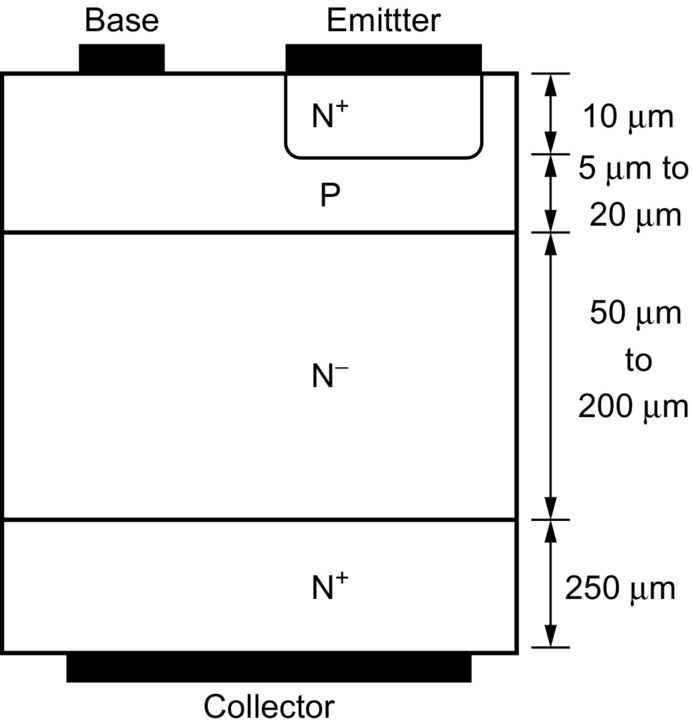 Base
Emittter
N⁺
10 μm
5 μm to
20 μm
P
50 μm
to
200 μm
N⁻
N⁺
250 μm
Collector